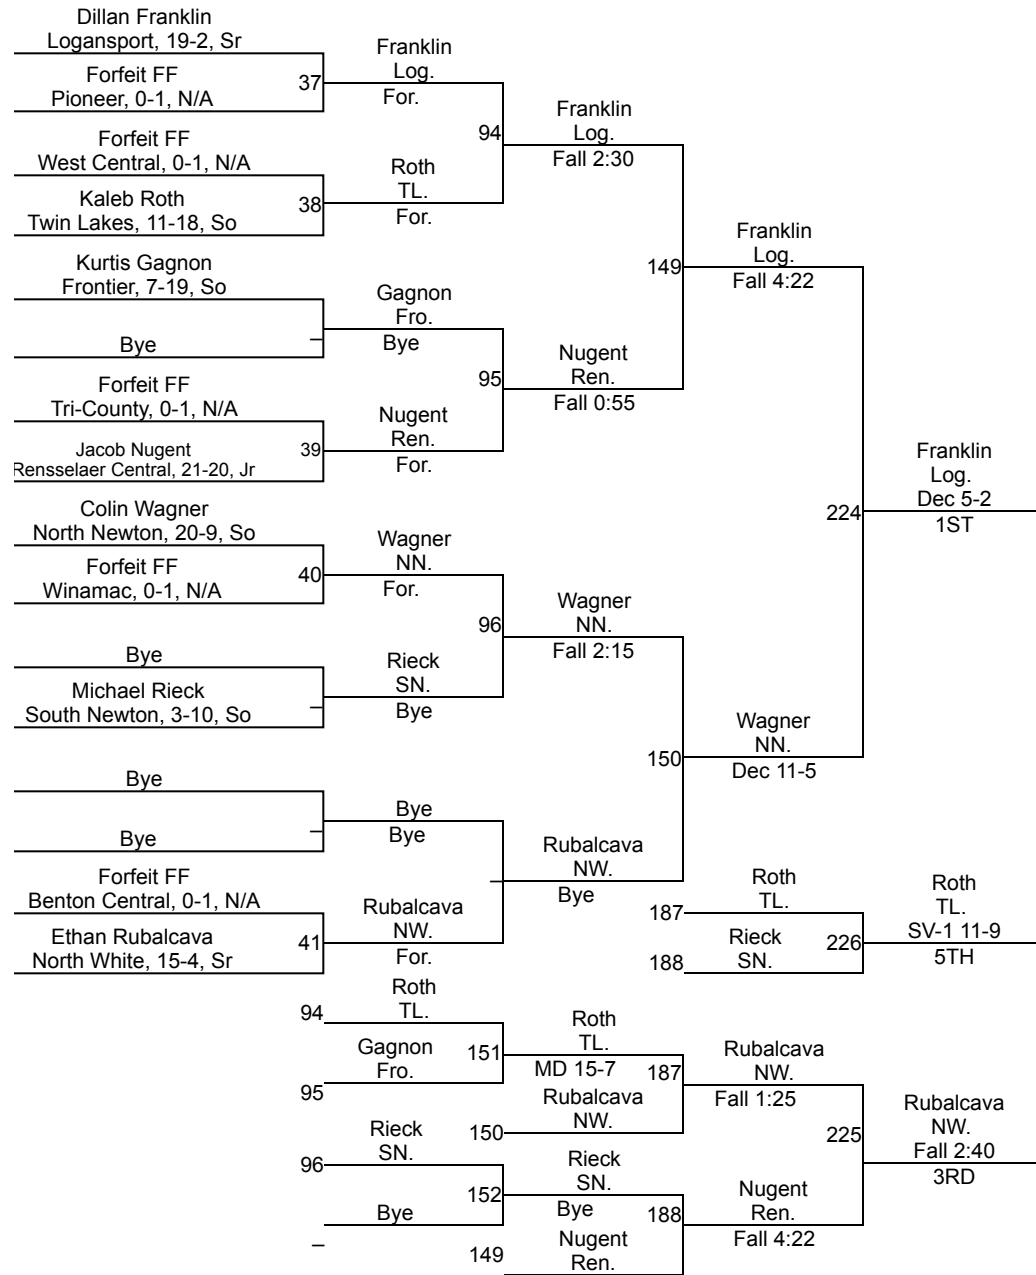 Dillan Franklin
Logansport, 19-2, Sr
Forfeit FF
Pioneer, 0-1, N/A
37
Forfeit FF
West Central, 0-1, N/A
Kaleb Roth
Twin Lakes, 11-18, So
38
Kurtis Gagnon
Frontier, 7-19, So
Bye
–
Forfeit FF
Tri-County, 0-1, N/A
Jacob Nugent
Rensselaer Central, 21-20, Jr
39
Colin Wagner
North Newton, 20-9, So
Forfeit FF
Winamac, 0-1, N/A
40
Bye
Michael Rieck
South Newton, 3-10, So
–
Bye
Bye
–
Forfeit FF
Benton Central, 0-1, N/A
Ethan Rubalcava
North White, 15-4, Sr
41
Franklin
Log.
For.
94
Roth
TL.
For.
Gagnon
Fro.
Bye
95
Nugent
Ren.
For.
Wagner
NN.
For.
96
Rieck
SN.
Bye
Bye
Bye
–
Rubalcava
NW.
For.
Franklin
Log.
Fall 2:30
149
Nugent
Ren.
Fall 0:55
Wagner
NN.
Fall 2:15
150
Rubalcava
NW.
Bye
Franklin
Log.
Fall 4:22
224
Wagner
NN.
Dec 11-5
Franklin
Log.
Dec 5-2
1ST
187
Roth
TL.
188
Rieck
SN.
226
Roth
TL.
SV-1 11-9
5TH
94
Roth
TL.
95
Gagnon
Fro.
151
96
Rieck
SN.
–
Bye
152
Roth
TL.
MD 15-7
150
Rubalcava
NW.
187
Rieck
SN.
Bye
149
Nugent
Ren.
188
Rubalcava
NW.
Fall 1:25
225
Nugent
Ren.
Fall 4:22
Rubalcava
NW.
Fall 2:40
3RD